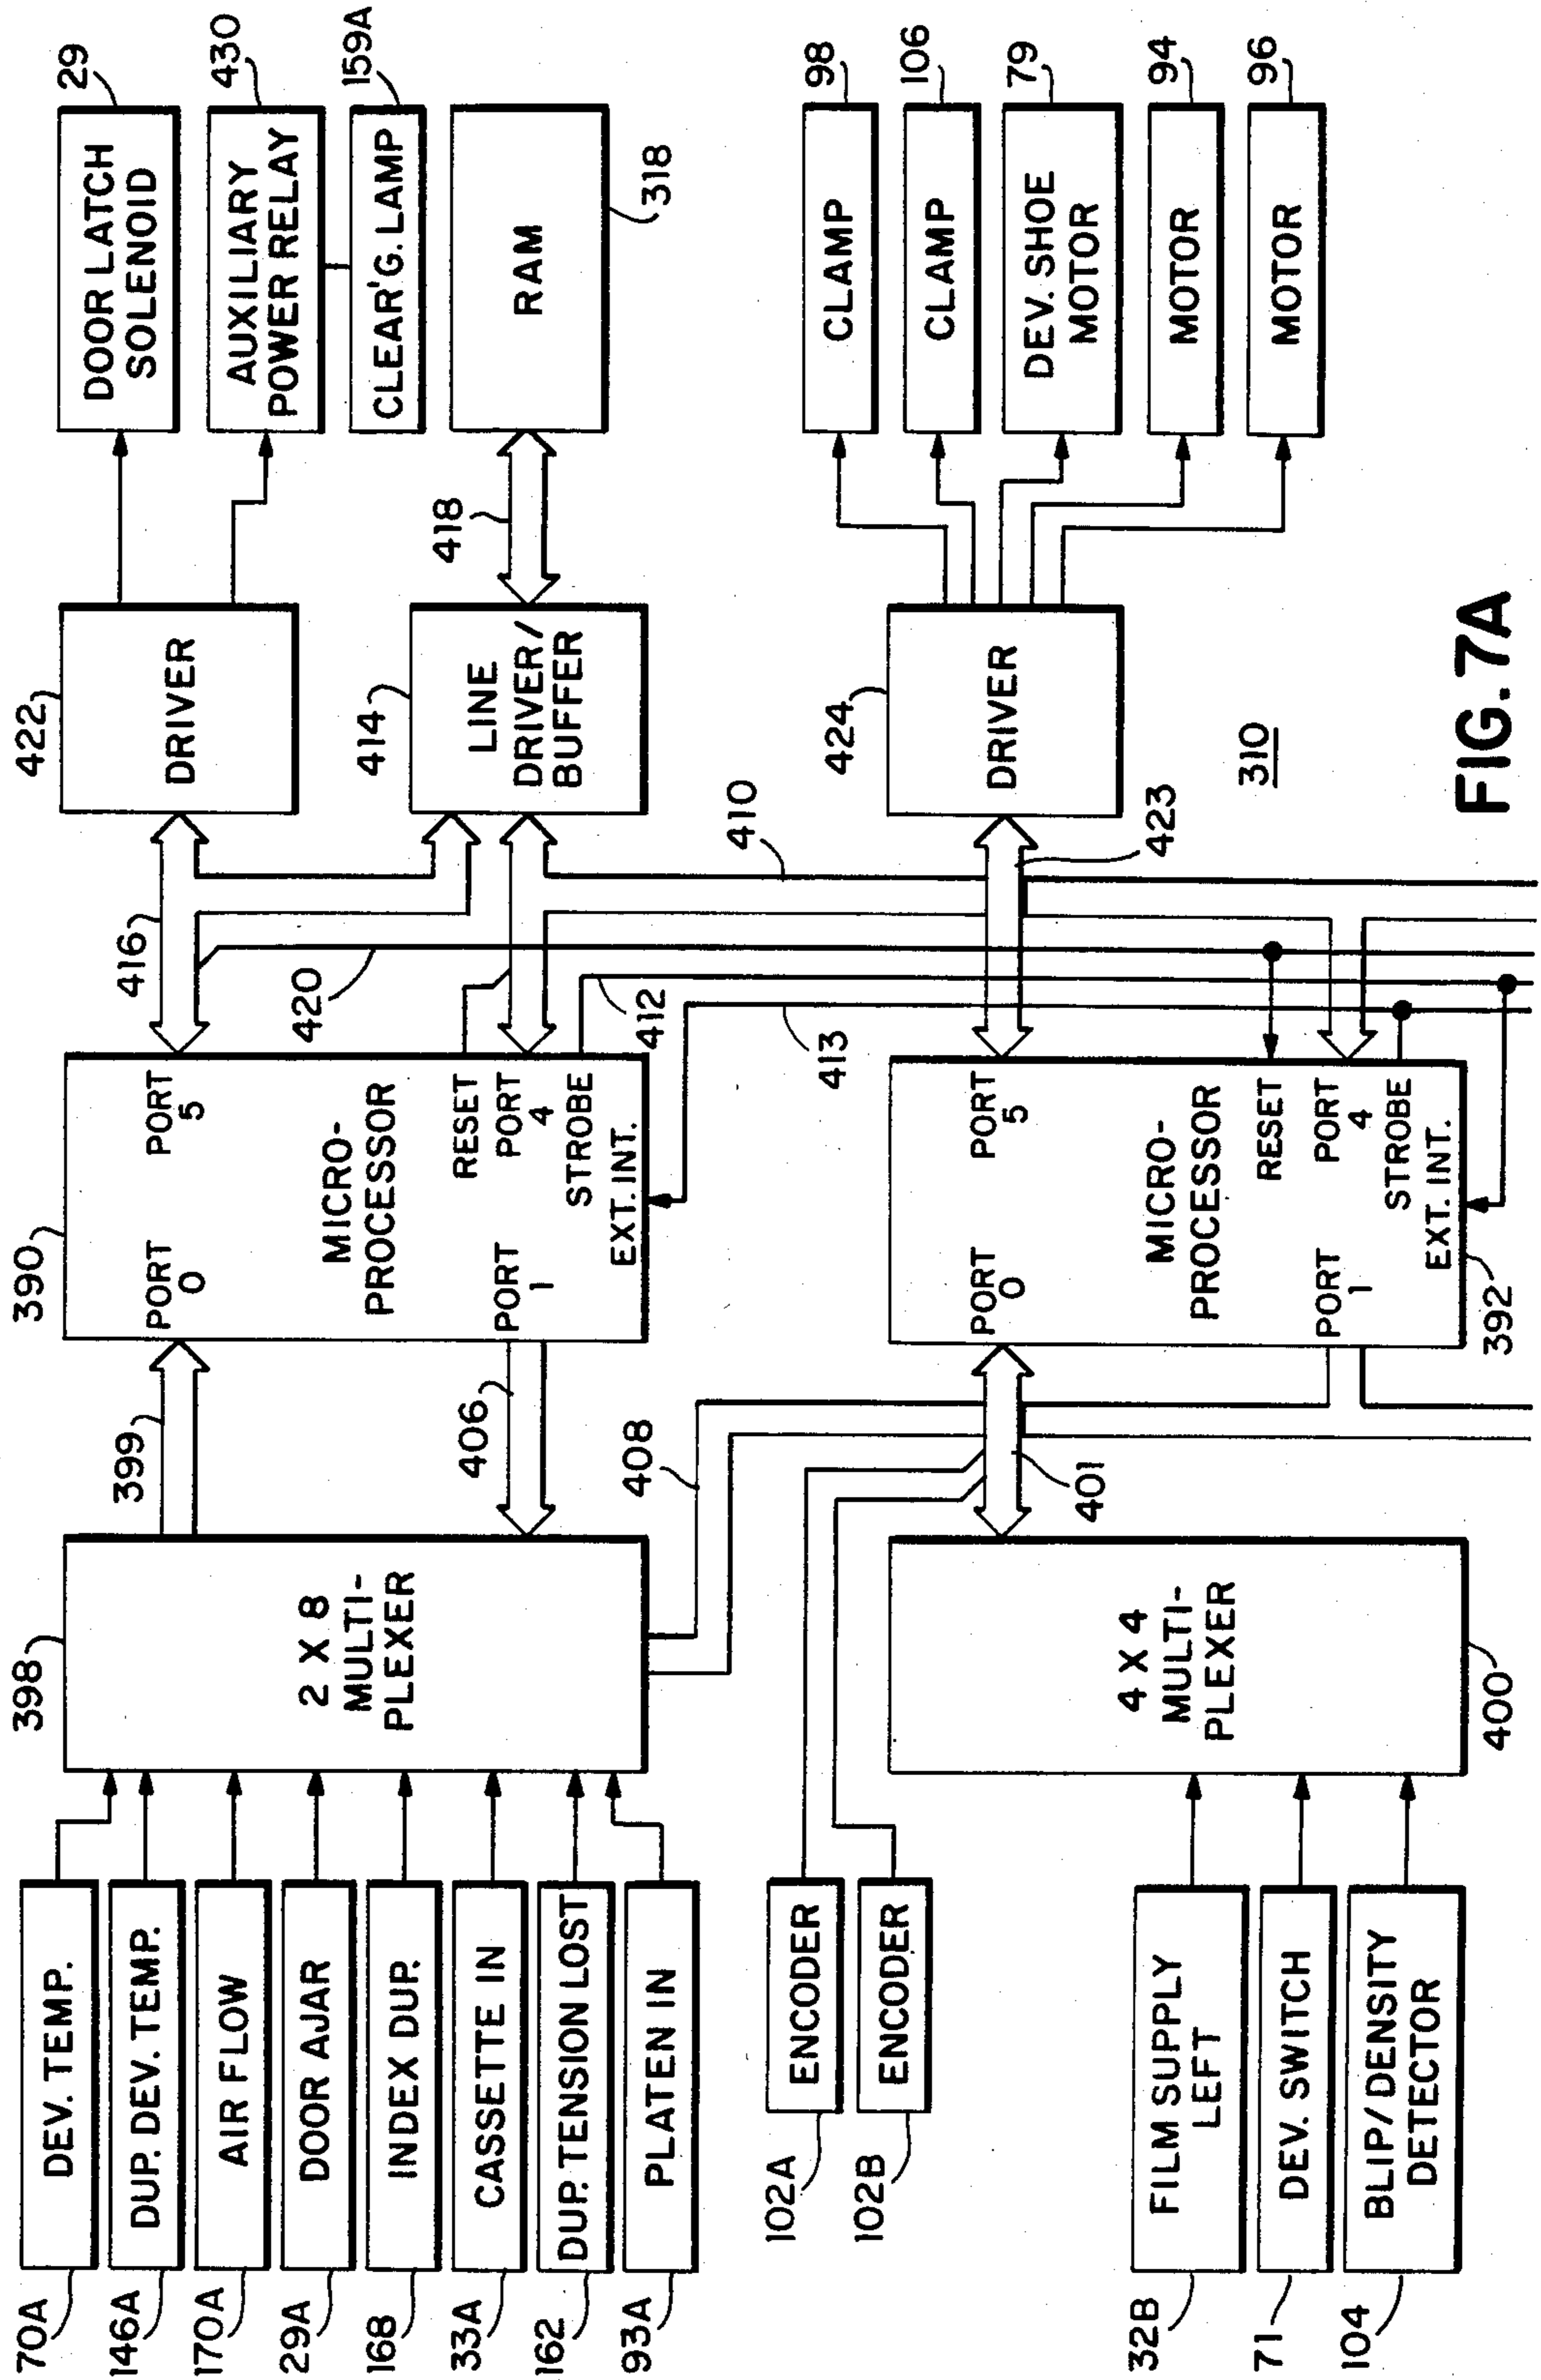 70A
DEV. TEMP.
146A
DUP. DEV. TEMP.
170A
AIR FLOW
29A
DOOR AJAR
168
INDEX DUP.
33A
CASSETTE IN
162
DUP. TENSION LOST
93A
PLATEN IN
102A
ENCODER
102B
ENCODER
32B
FILM SUPPLY
LEFT
71
DEV. SWITCH
104
BLIP/DENSITY
DETECTOR
398
2 X 8
MULTI-
PLEXER
399
406
408
401
4 X 4
MULTI-
PLEXER
400
390
PORT
0
PORT
5
MICRO-
PROCESSOR
RESET
PORT
1
PORT
4
STROBE
EXT. INT.
PORT
0
PORT
5
MICRO-
PROCESSOR
RESET
PORT
1
PORT
4
STROBE
EXT. INT.
392
416
420
412
413
410
423
422
DRIVER
414
LINE
DRIVER/
BUFFER
418
424
DRIVER
29
DOOR LATCH
SOLENOID
430
AUXILIARY
POWER RELAY
159A
CLEAR'G. LAMP
RAM
318
98
CLAMP
106
CLAMP
79
DEV. SHOE
MOTOR
94
MOTOR
96
MOTOR
310
FIG. 7A